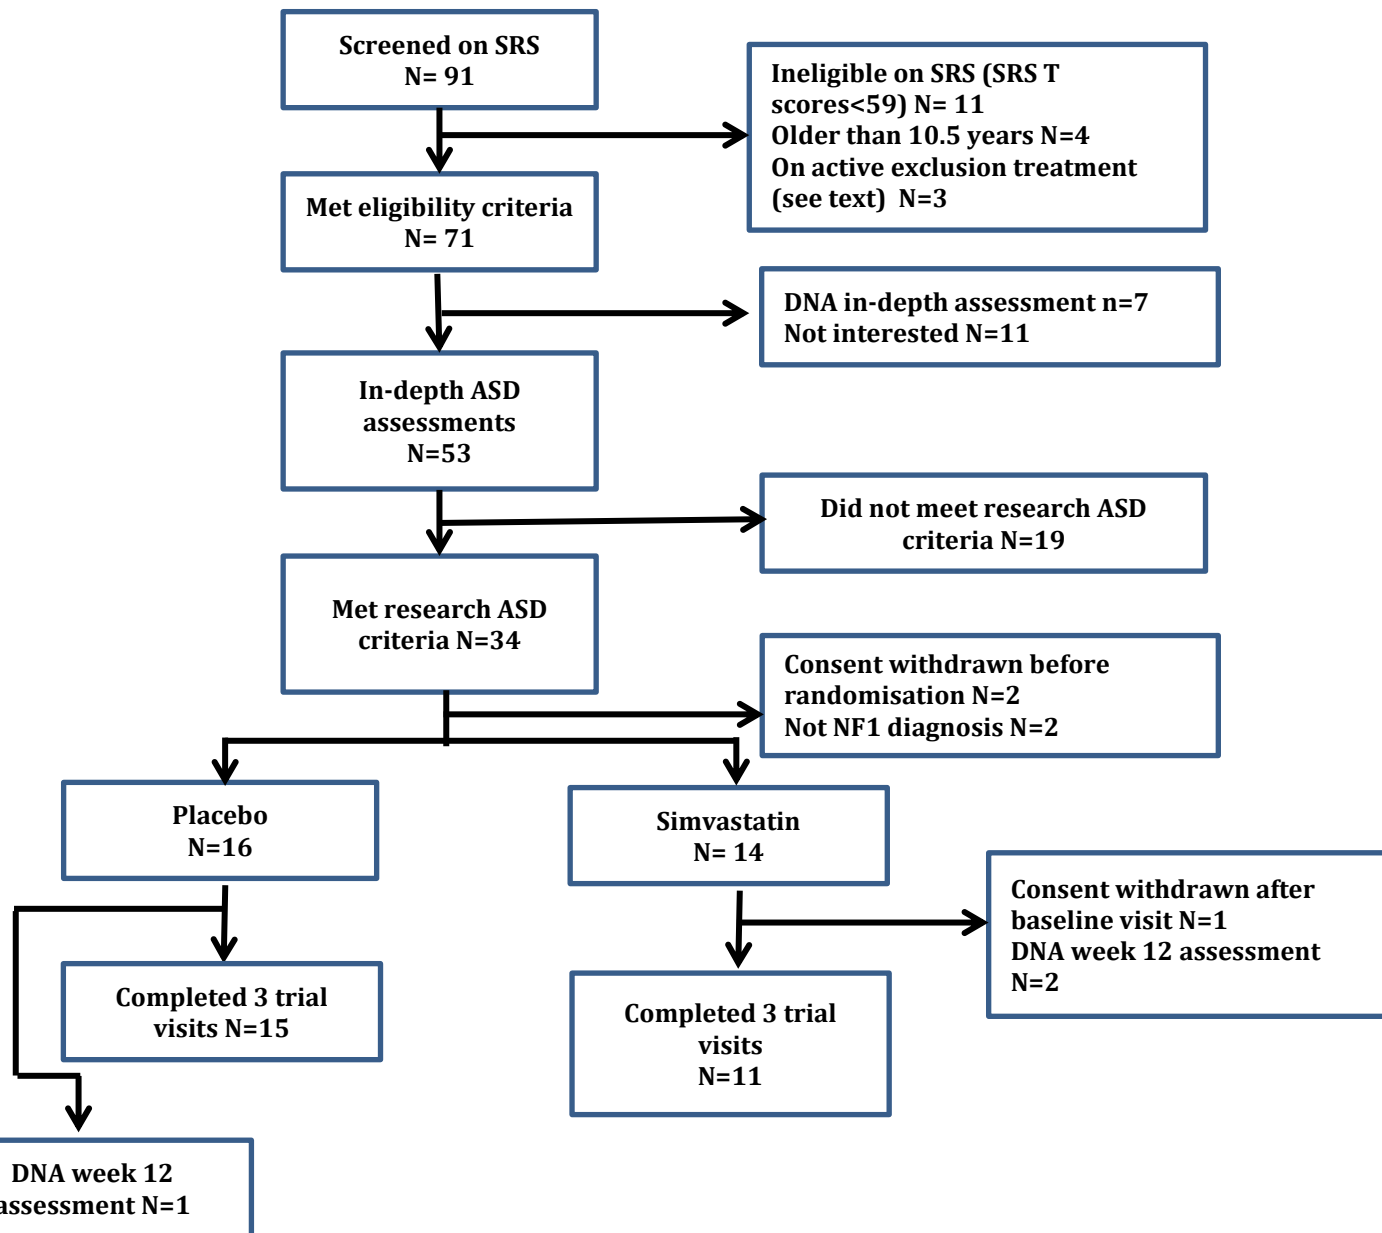 Screened on SRS
N= 91
Ineligible on SRS (SRS T
scores<59) N= 11
Older than 10.5 years N=4
On active exclusion treatment
(see text) N=3
Met eligibility criteria
N= 71
DNA in-depth assessment n=7
Not interested N=11
In-depth ASD
assessments
N=53
Did not meet research ASD
criteria N=19
Met research ASD
criteria N=34
Consent withdrawn before
randomisation N=2
Not NF1 diagnosis N=2
Placebo
N=16
Simvastatin
N= 14
Consent withdrawn after
baseline visit N=1
DNA week 12 assessment
N=2
Completed 3 trial
visits N=15
Completed 3 trial
visits
N=11
DNA week 12
assessment N=1